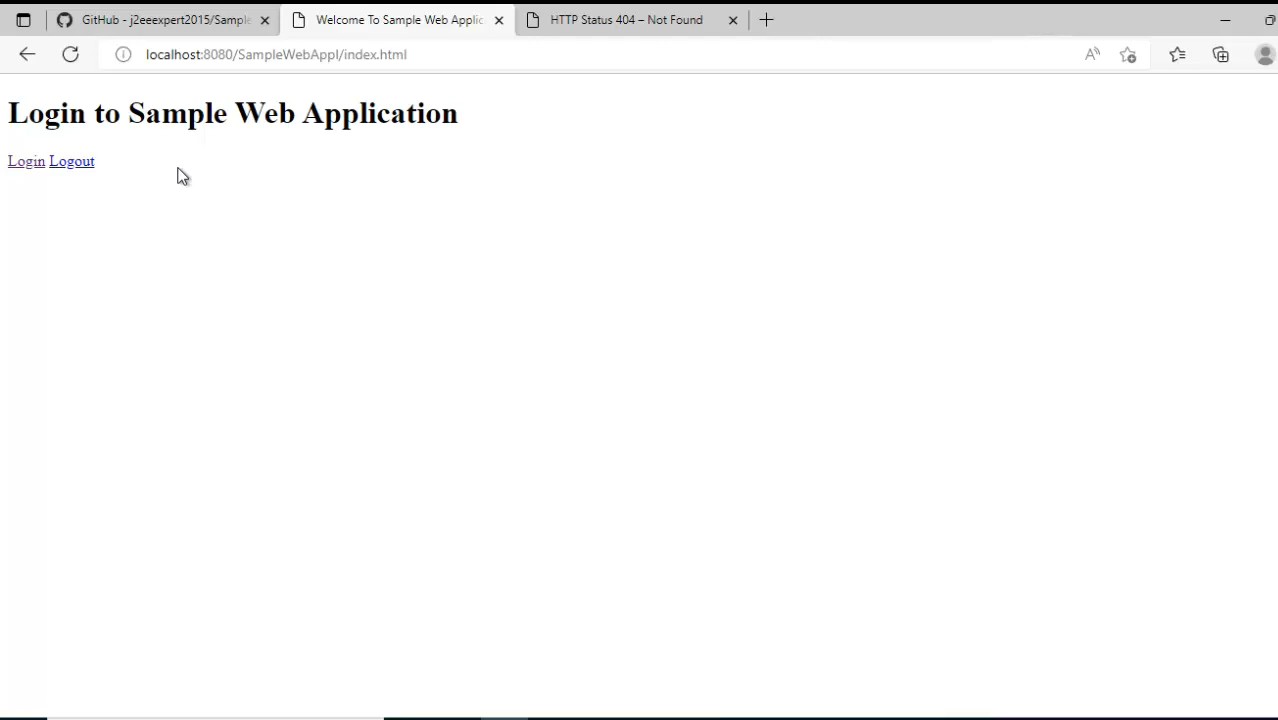 GitHub - j2eeexpert2015/Sample
Welcome To Sample Web Applic
HTTP Status 404 – Not Found
localhost:8080/SampleWebAppl/index.html
Login to Sample Web Application
Login Logout